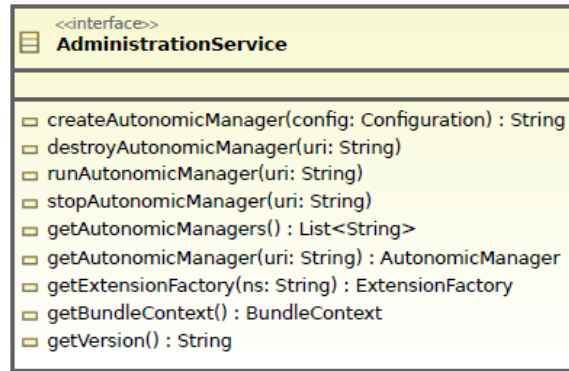 <<interface>>
AdministrationService
createAutonomicManager(config: Configuration) : String
destroyAutonomicManager(uri: String)
runAutonomicManager(uri: String)
stopAutonomicManager(uri: String)
getAutonomicManagers() : List<String>
getAutonomicManager(uri: String) : AutonomicManager
getExtensionFactory(ns: String) : ExtensionFactory
getBundleContext() : BundleContext
getVersion() : String